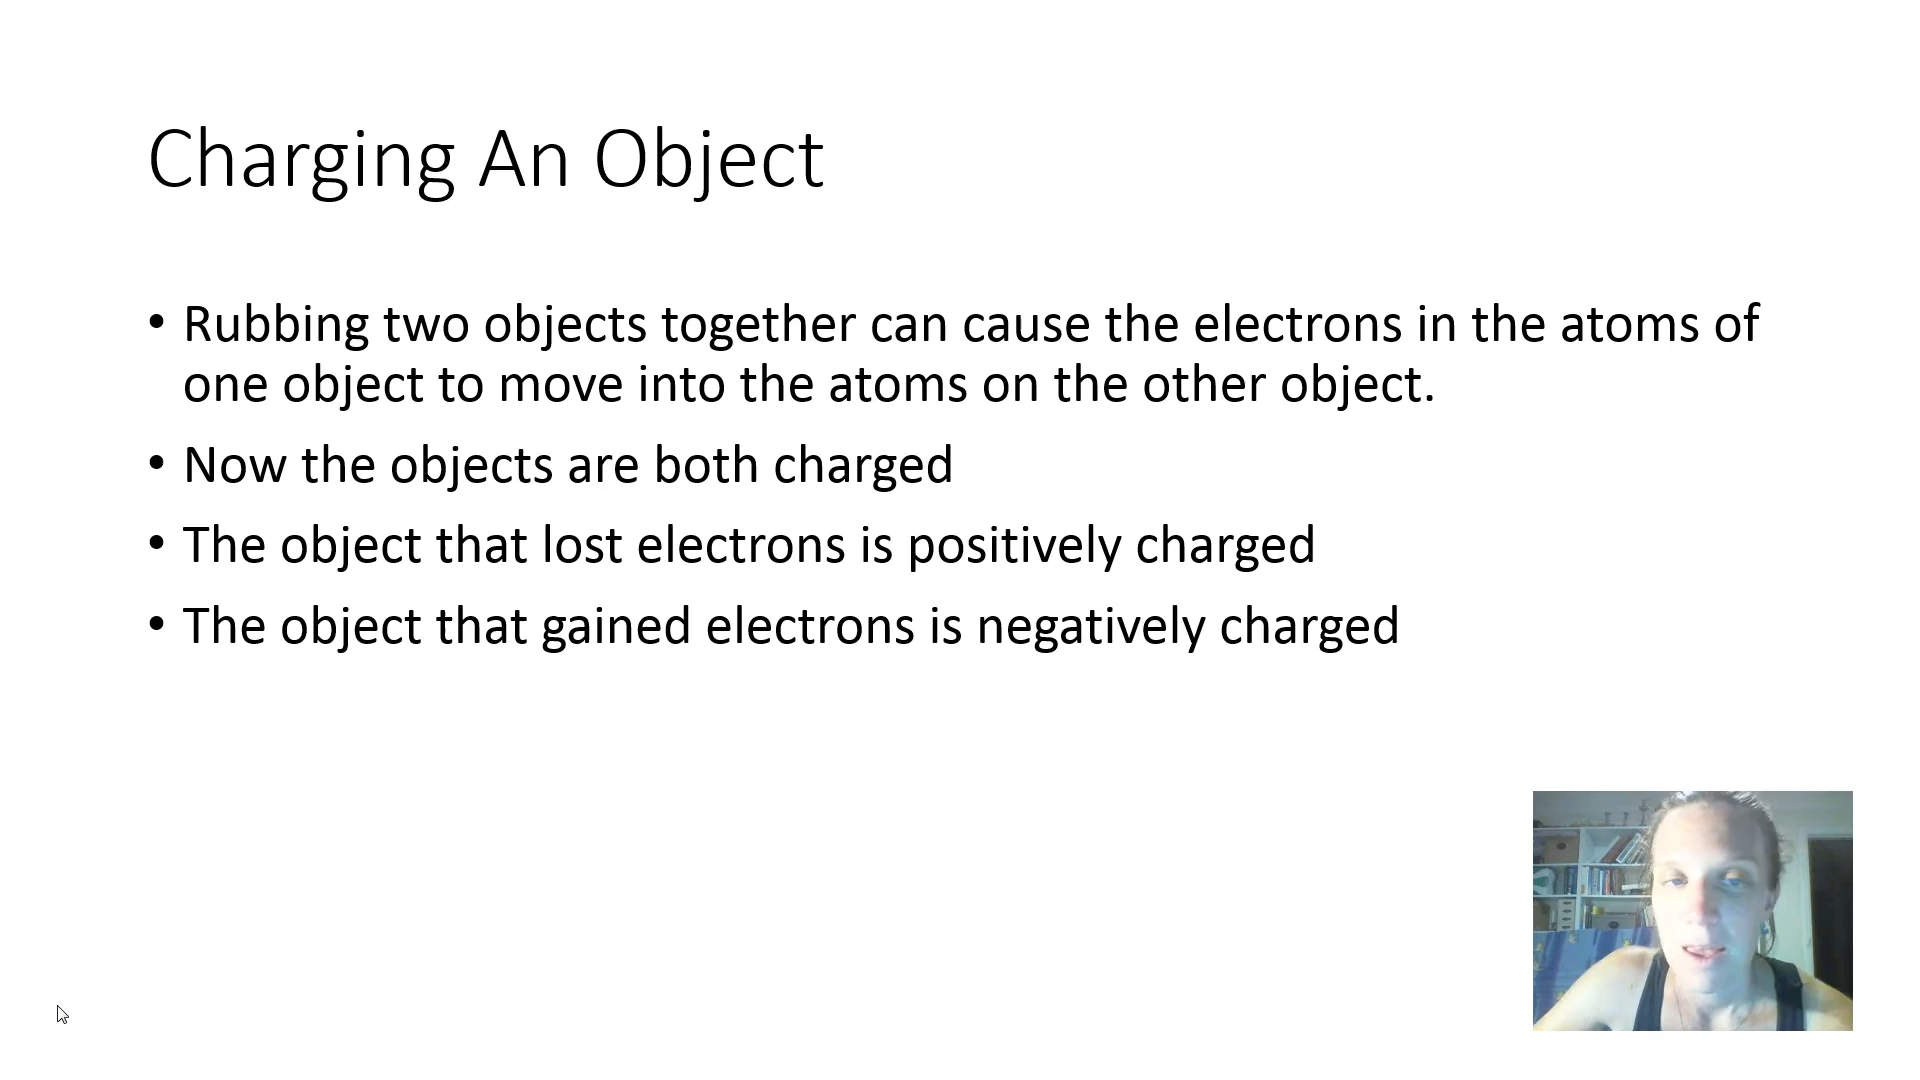 Charging An Object
• Rubbing two objects together can cause the electrons in the atoms of
one object to move into the atoms on the other object.
• Now the objects are both charged
• The object that lost electrons is positively charged
• The object that gained electrons is negatively charged